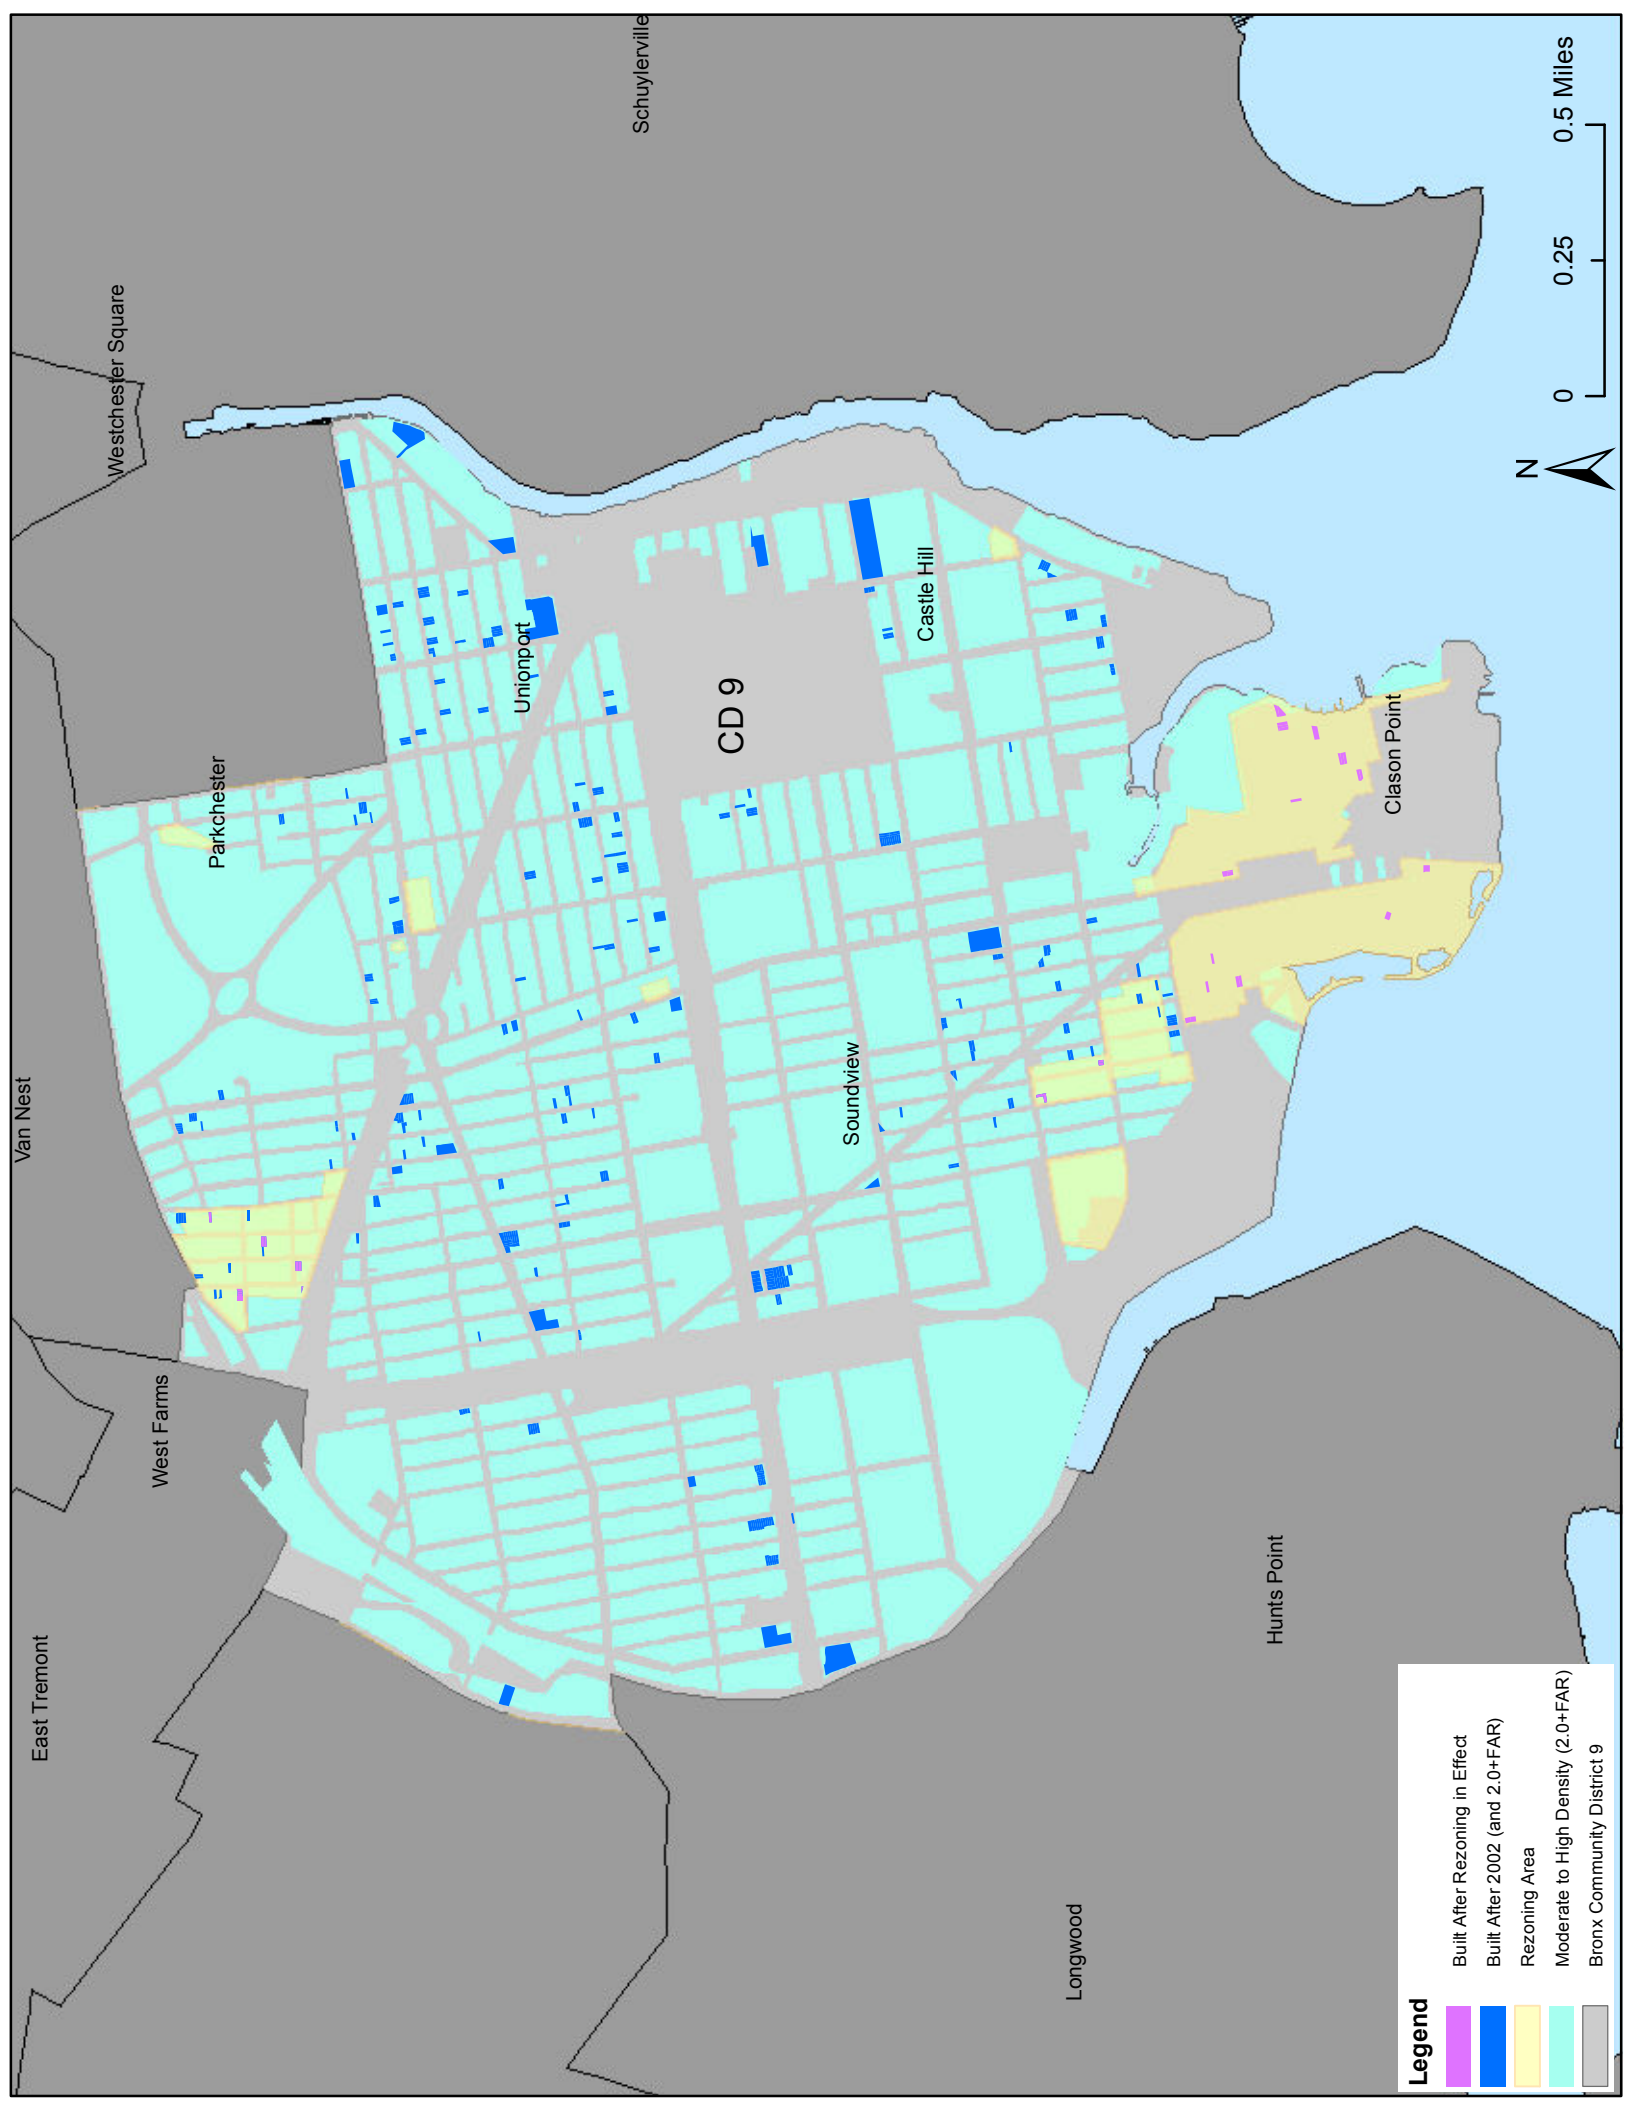 East Tremont
Van Nest
Westchester Square
Schuylerville
West Farms
Parkchester
Unionport
CD 9
Castle Hill
Soundview
Longwood
Hunts Point
Clason Point
N
0 0.25 0.5 Miles
Legend
Built After Rezoning in Effect
Built After 2002 (and 2.0+FAR)
Rezoning Area
Moderate to High Density (2.0+FAR)
Bronx Community District 9